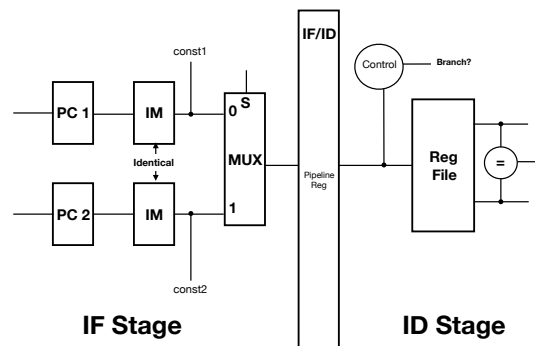 IF/ID
const1
Control
Branch?
S
0
PC 1
IM
MUX
Identical
Pipeline
Reg
Reg
File
=
PC 2
IM
1
const2
IF Stage
ID Stage